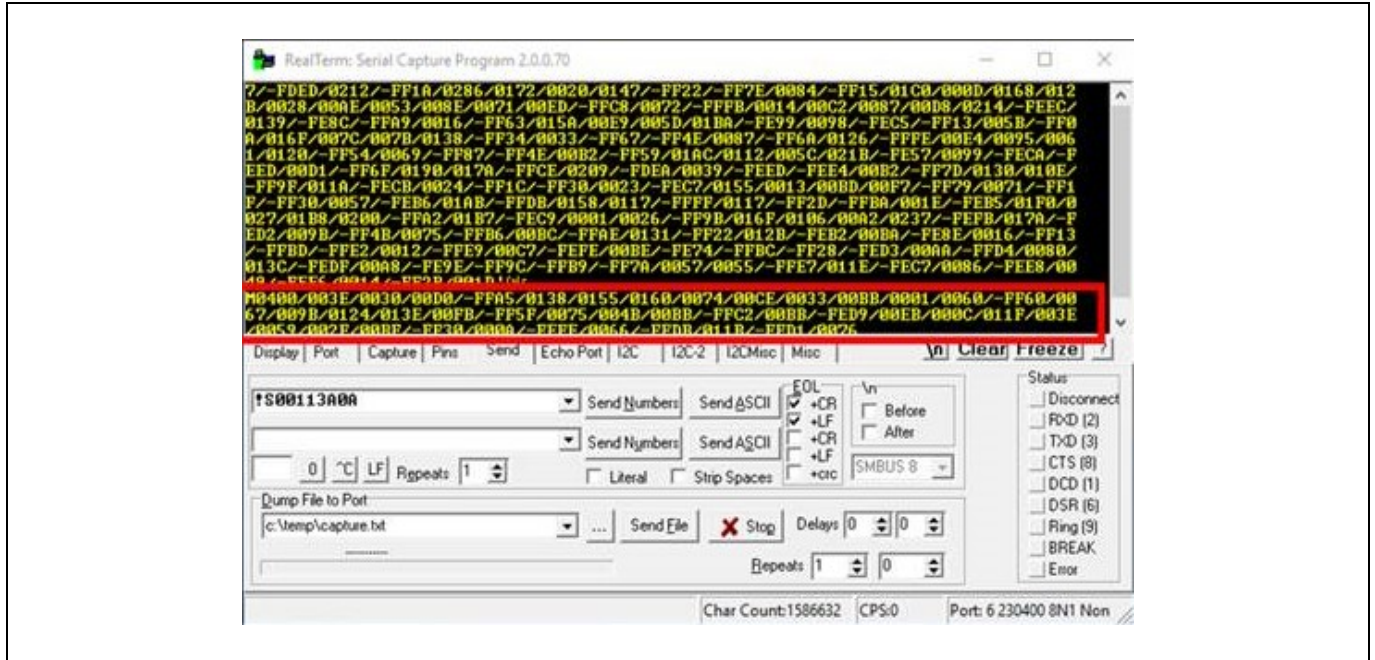 RealTerm: Serial Capture Program 2.0.0.70
7/-FDED/0212/-FF1A/0286/0172/0020/0147/-FF22/-FF7E/0084/-FF15/01C0/000D/0168/012
B/0028/00AE/0053/008E/0071/00ED/-FFC8/0072/-FFFB/0014/00C2/0087/00D8/0214/-FEEC/
0139/-FE8C/-FFA9/0016/-FF63/015A/00E9/005D/01BA/-FE99/0098/-FEC5/-FF13/005B/-FF0
A/016F/007C/007B/0138/-FF34/0033/-FF67/-FF4E/0087/-FF6A/0126/-FFFE/00E4/0095/006
1/0120/-FF54/0069/-FF87/-FF4E/00B2/-FF59/01AC/0112/005C/021B/-FE57/0099/-FECA/-F
EED/00D1/-FF6F/0190/017A/-FFCE/0209/-FDEA/0039/-FEED/-FEE4/00B2/-FF7D/0130/010E/
-FF9F/011A/-FECB/0024/-FF1C/-FF30/0023/-FEC7/0155/0013/00BD/00F7/-FF79/0071/-FF1
F/-FF30/0057/-FEB6/01AB/-FFDB/0158/0117/-FFFF/0117/-FF2D/-FFBA/001E/-FEB5/01F0/0
027/01B8/0200/-FFA2/01B7/-FEC9/0001/0026/-FF9B/016F/0106/00A2/0237/-FEFB/017A/-F
ED2/009B/-FF4B/0075/-FFB6/00BC/-FFAE/0131/-FF22/012B/-FEB2/00BA/-FE8E/0016/-FF13
/-FFBD/-FFE2/0012/-FFE9/00C7/-FEFE/00BE/-FE74/-FFBC/-FF28/-FED3/00AA/-FFD4/0080/
013C/-FEDF/00A8/-FE9E/-FF9C/-FFB9/-FF7A/0057/0055/-FFE7/011E/-FEC7/0086/-FEE8/00
M0400/003E/0030/00D0/-FFA5/0138/0155/0160/0074/00CE/0033/00BB/0001/0060/-FF60/00
67/009B/0124/013E/00FB/-FF5F/0075/004B/00BB/-FFC2/00BB/-FED9/00EB/000C/011F/003E
/0059/002F/00BF/-FF30/000A/-FEFE/0066/-FFDB/011B/-FFD1/0026
Display Port Capture Pins Send Echo Port I2C I2C-2 I2CMisc Misc \n Clear Freeze ?
!S00113A0A Send Numbers Send ASCII
EOL +CR +LF +CR +LF +crc
\n Before After
Send Numbers Send ASCII
SMBUS 8
0 ^C LF Repeats 1 Literal Strip Spaces
Dump File to Port
c:\temp\capture.txt ... Send File Stop Delays 0 0
Repeats 1 0
Status
Disconnect
RXD (2)
TXD (3)
CTS (8)
DCD (1)
DSR (6)
Ring (9)
BREAK
Error
Char Count:1586632 CPS:0 Port: 6 230400 8N1 Non